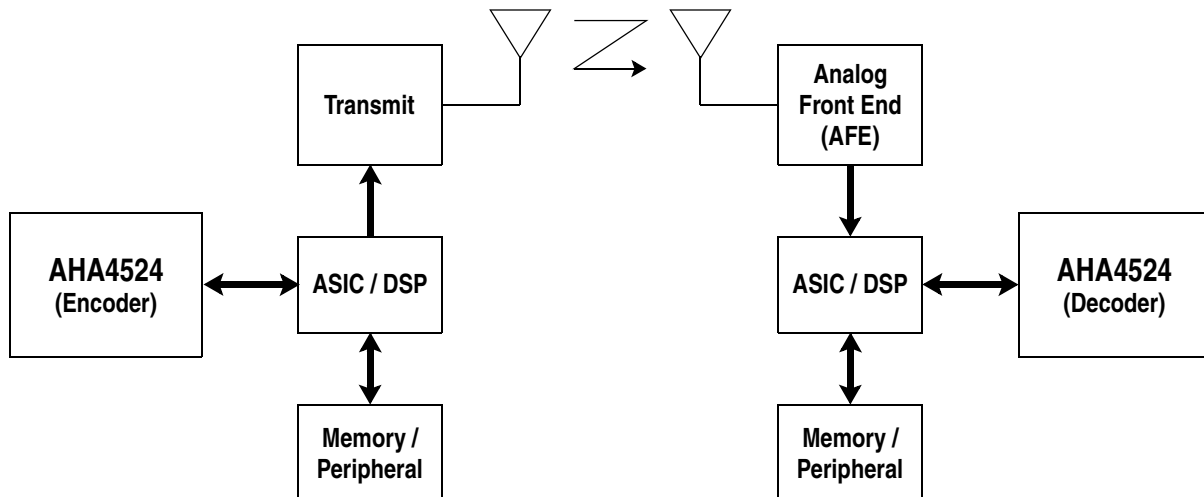 Transmit
Analog
Front End
(AFE)
AHA4524
(Encoder)
ASIC / DSP
ASIC / DSP
AHA4524
(Decoder)
Memory /
Peripheral
Memory /
Peripheral